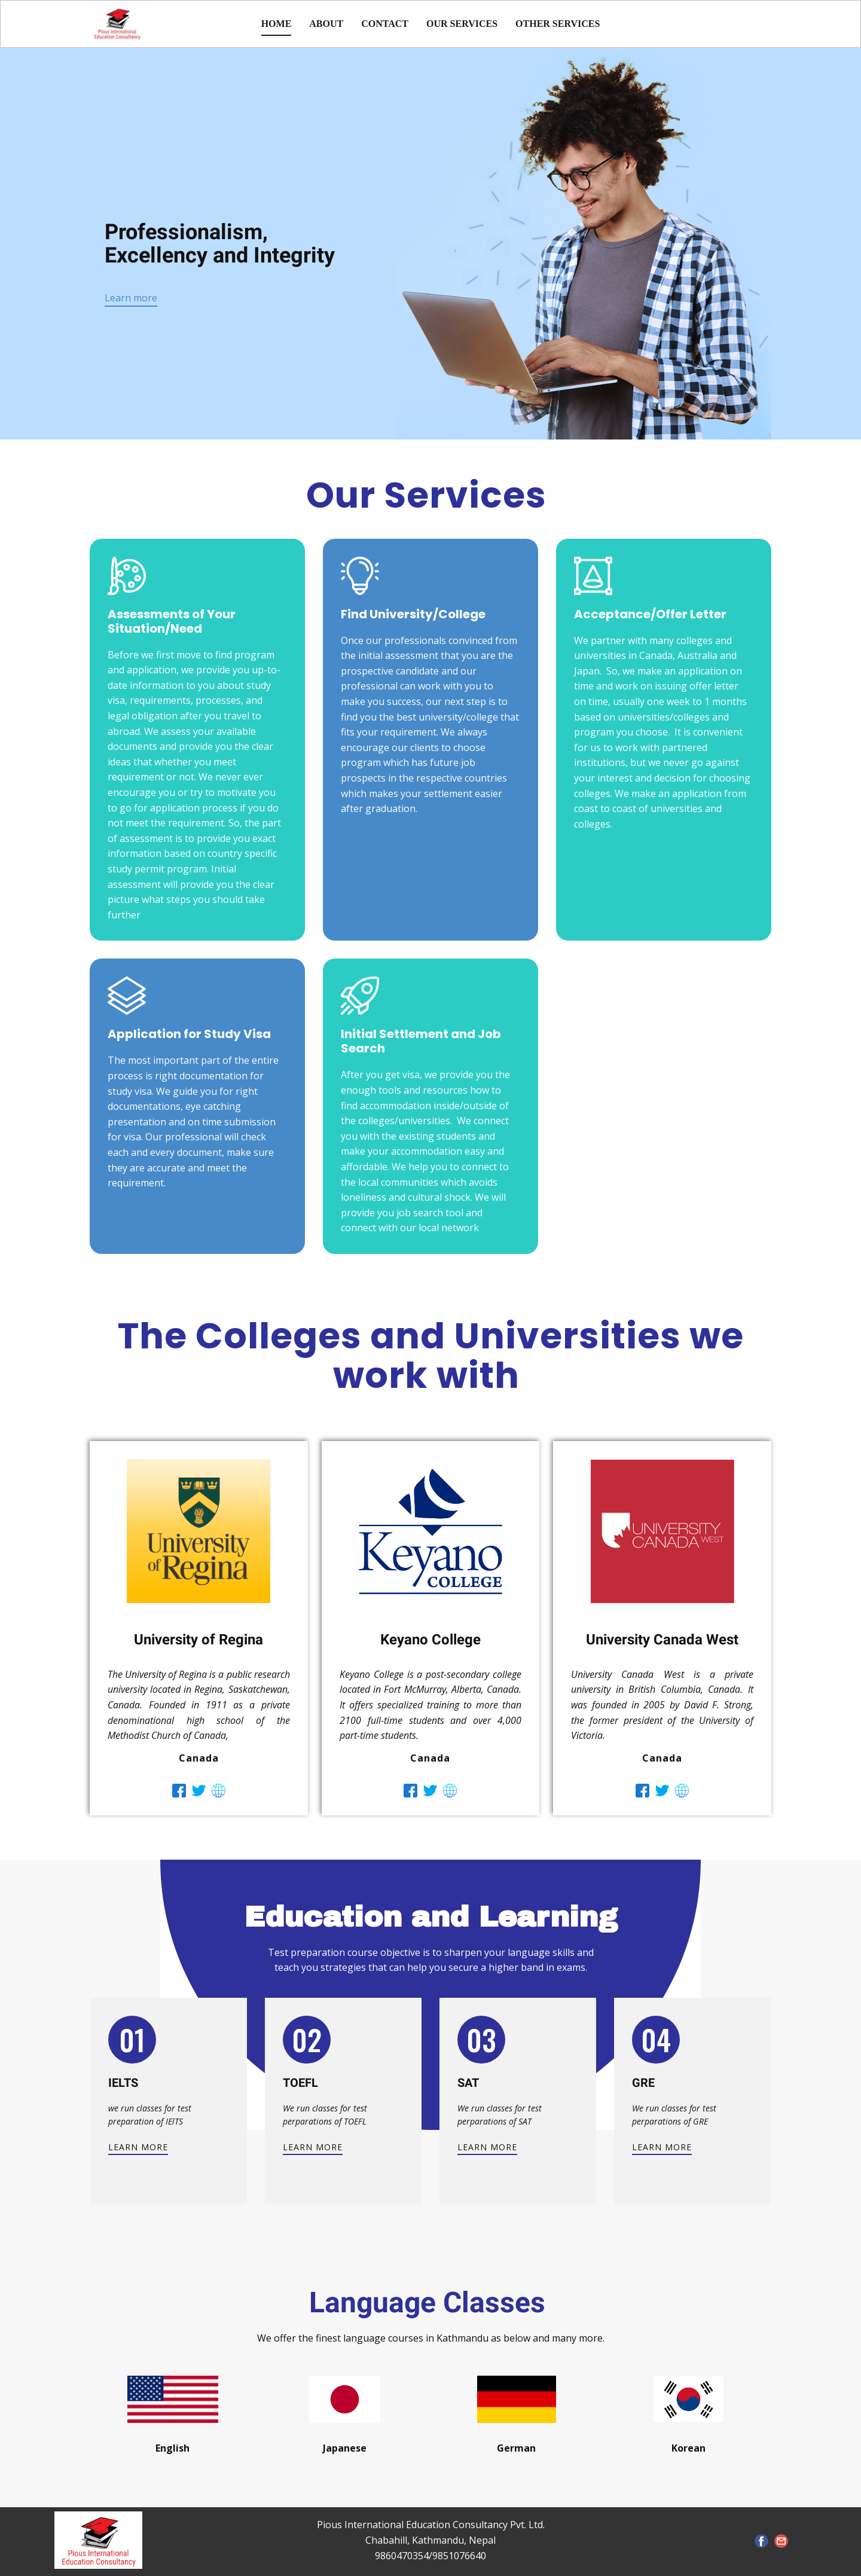 Pious International
Education Consultancy
HOME
ABOUT
CONTACT
OUR SERVICES
OTHER SERVICES
Professionalism,
Excellency and Integrity
Learn more
Our Services
Assessments of Your
Situation/Need
Before we first move to find program
and application, we provide you up-to-
date information to you about study
visa, requirements, processes, and
legal obligation after you travel to
abroad. We assess your available
documents and provide you the clear
ideas that whether you meet
requirement or not. We never ever
encourage you or try to motivate you
to go for application process if you do
not meet the requirement. So, the part
of assessment is to provide you exact
information based on country specific
study permit program. Initial
assessment will provide you the clear
picture what steps you should take
further
Find University/College
Once our professionals convinced from
the initial assessment that you are the
prospective candidate and our
professional can work with you to
make you success, our next step is to
find you the best university/college that
fits your requirement. We always
encourage our clients to choose
program which has future job
prospects in the respective countries
which makes your settlement easier
after graduation.
Acceptance/Offer Letter
We partner with many colleges and
universities in Canada, Australia and
Japan.  So, we make an application on
time and work on issuing offer letter
on time, usually one week to 1 months
based on universities/colleges and
program you choose.  It is convenient
for us to work with partnered
institutions, but we never go against
your interest and decision for choosing
colleges. We make an application from
coast to coast of universities and
colleges.
Application for Study Visa
The most important part of the entire
process is right documentation for
study visa. We guide you for right
documentations, eye catching
presentation and on time submission
for visa. Our professional will check
each and every document, make sure
they are accurate and meet the
requirement.
Initial Settlement and Job
Search
After you get visa, we provide you the
enough tools and resources how to
find accommodation inside/outside of
the colleges/universities.  We connect
you with the existing students and
make your accommodation easy and
affordable. We help you to connect to
the local communities which avoids
loneliness and cultural shock. We will
provide you job search tool and
connect with our local network
The Colleges and Universities we
work with
University
of Regina
University of Regina
The University of Regina is a public research
university located in Regina, Saskatchewan,
Canada. Founded in 1911 as a private
denominational high school of the
Methodist Church of Canada,
Canada
Keyano
COLLEGE
Keyano College
Keyano College is a post-secondary college
located in Fort McMurray, Alberta, Canada.
It offers specialized training to more than
2100 full-time students and over 4,000
part-time students.
Canada
UNIVERSITY
CANADA WEST
University Canada West
University Canada West is a private
university in British Columbia, Canada. It
was founded in 2005 by David F. Strong,
the former president of the University of
Victoria.
Canada
Education and Learning
Test preparation course objective is to sharpen your language skills and
teach you strategies that can help you secure a higher band in exams.
01
IELTS
we run classes for test
preparation of IElTS
LEARN MORE
02
TOEFL
We run classes for test
perparations of TOEFL
LEARN MORE
03
SAT
We run classes for test
perparations of SAT
LEARN MORE
04
GRE
We run classes for test
perparations of GRE
LEARN MORE
Language Classes
We offer the finest language courses in Kathmandu as below and many more.
English
Japanese
German
Korean
Pious International
Education Consultancy
Pious International Education Consultancy Pvt. Ltd.
Chabahill, Kathmandu, Nepal
9860470354/9851076640